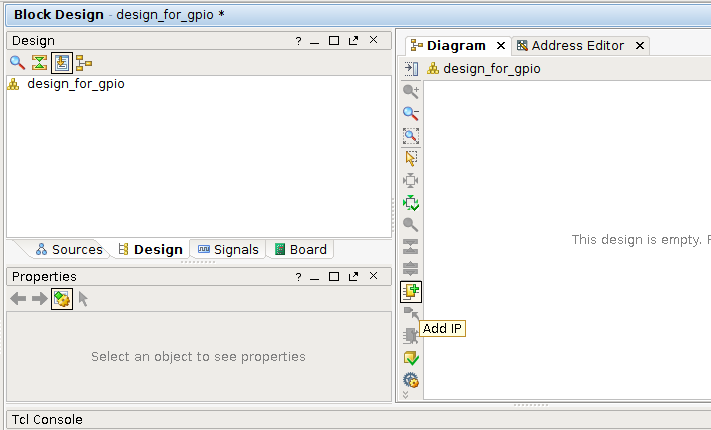 Block Design - design_for_gpio *
Design
design_for_gpio
Sources Design Signals Board
Properties
Select an object to see properties
Tcl Console
Diagram Address Editor
design_for_gpio
This design is empty.
Add IP